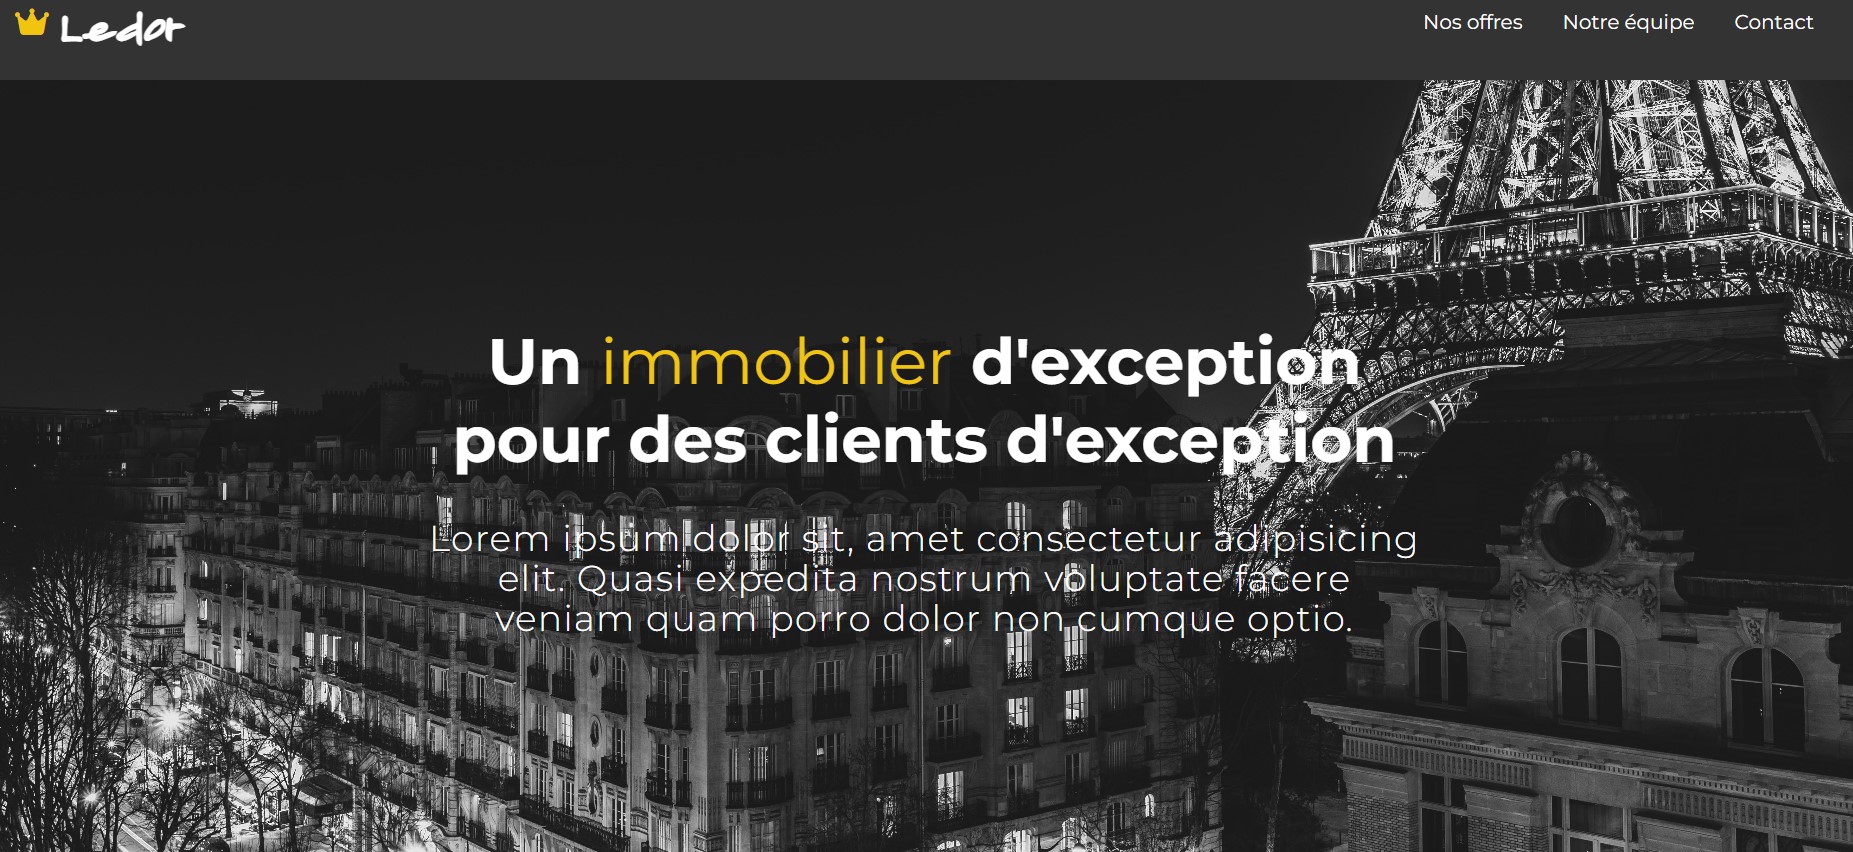 Ledor
Nos offres
Notre équipe
Contact
Un immobilier d'exception
pour des clients d'exception
Lorem ipsum dolor sit, amet consectetur adipisicing
elit. Quasi expedita nostrum voluptate facere
veniam quam porro dolor non cumque optio.